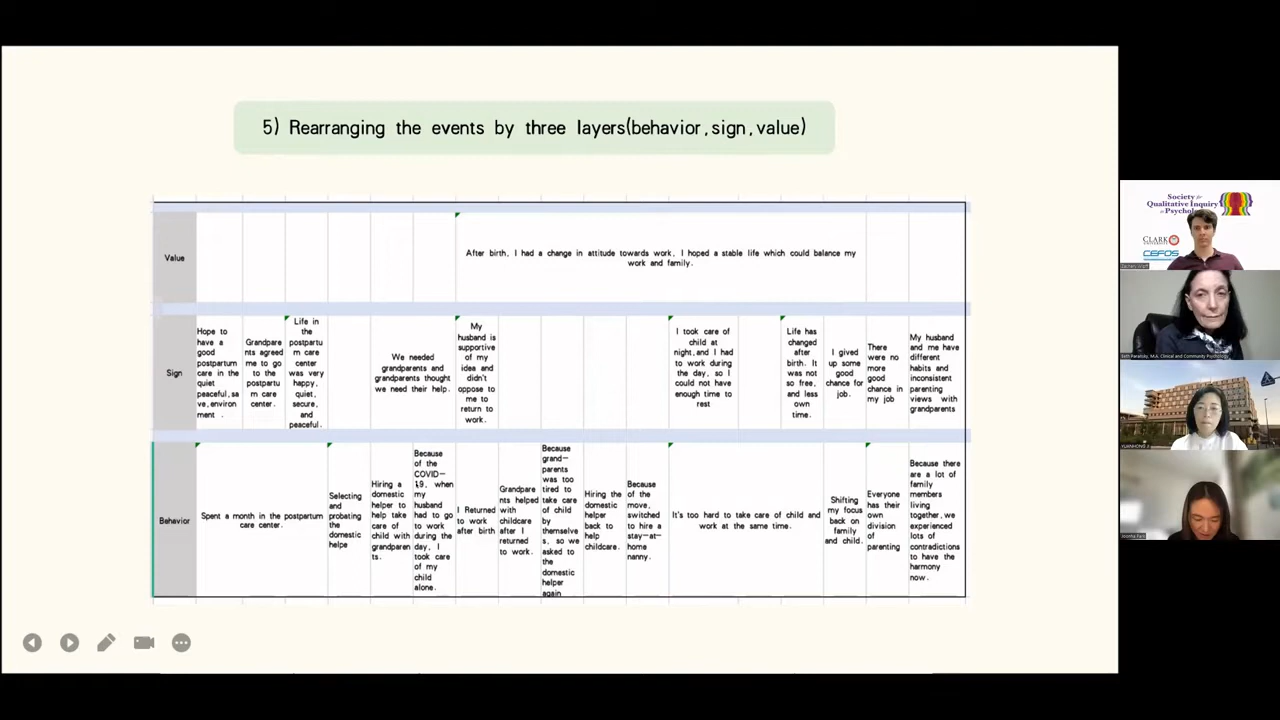 5) Rearranging the events by three layers(behavior,sign,value)
Value
After birth, I had a change in attitude towards work, I hoped a stable life which could balance my
work and family.
Sign
Hope to
have a
good
postpartum
care in the
quiet
peaceful,sa
ve,environ
ment .
Grandpare
nts agreed
me to go
to the
postpartu
m care
center.
Life in
the
postpartu
m care
center
was very
happy,
quiet,
secure,
and
peaceful.
We needed
grandparents and
grandparents thought
we need their help.
My
husband is
supportive
of my
idea and
didn't
oppose to
me to
return to
work.
I took care of
child at
night,and I had
to work during
the day, so I
could not have
enough time to
rest
Life has
changed
after
birth. It
was not
so free,
and less
own
time.
I gived
up some
good
chance for
job.
There
were no
more
good
chance in
my job
My husband
and me have
different
habits and
inconsistent
parenting
views with
grandparents
Behavior
Spent a month in the postpartum
care center.
Selecting
and
probating
the
domestic
helpe
Hiring a
domestic
helper to
help take
care of
child with
grandparen
ts.
Because
of the
COVID-
19, when
my
husband
had to go
to work
during the
day, I
took care
of my
child
alone.
I Returned
to work
after birth
Grandpare
nts helped
with
childcare
after I
returned
to work.
Because
grand-
parents
was too
tired to
take care
of child
by
themselve
s, so we
asked to
the
domestic
helper
again
Hiring the
domestic
helper
back to
help
childcare.
Because
of the
move,
switched
to hire a
stay-at-
home
nanny.
It's too hard to take care of child and
work at the same time.
Shifting
my focus
back on
family
and child.
Everyone
has their
own
division
of
parenting
Because there
are a lot of
family
members
living
together,we
experienced
lots of
contradictions
to have the
harmony
now.
Society for
Qualitative Inquiry
in Psychology
CLARK
CEFOS
YUANHONG JI